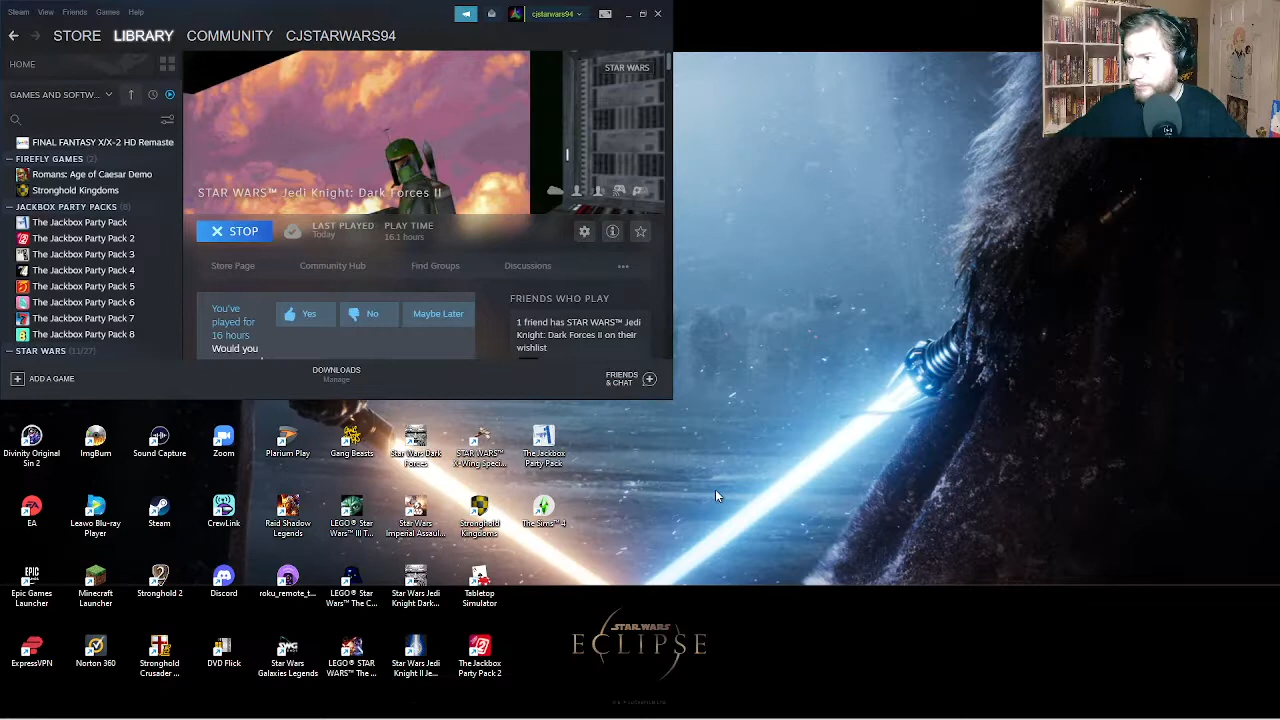 Steam View Friends Games Help
cjstarwars94
STORE LIBRARY COMMUNITY CJSTARWARS94
HOME
GAMES AND SOFTW...
FINAL FANTASY X/X-2 HD Remaste
FIREFLY GAMES (2)
Romans: Age of Caesar Demo
Stronghold Kingdoms
JACKBOX PARTY PACKS (8)
The Jackbox Party Pack
The Jackbox Party Pack 2
The Jackbox Party Pack 3
The Jackbox Party Pack 4
The Jackbox Party Pack 5
The Jackbox Party Pack 6
The Jackbox Party Pack 7
The Jackbox Party Pack 8
STAR WARS (11/27)
ADD A GAME
STAR WARS
STAR WARS™ Jedi Knight: Dark Forces II
STOP
LAST PLAYED
Today
PLAY TIME
16.1 hours
Store Page Community Hub Find Groups Discussions
You've
played for
16 hours
Would you
Yes
No
Maybe Later
FRIENDS WHO PLAY
1 friend has STAR WARS™ Jedi
Knight: Dark Forces II on their
wishlist
DOWNLOADS
Manage
FRIENDS
& CHAT
Divinity Original
Sin 2
ImgBurn
Sound Capture
Zoom
Plarium Play
Gang Beasts
Star Wars Dark
Forces
STAR WARS™
X-Wing Speci...
The Jackbox
Party Pack
EA
Leawo Blu-ray
Player
Steam
CrewLink
Raid Shadow
Legends
LEGO® Star
Wars™ III T...
Star Wars
Imperial Assaul...
Stronghold
Kingdoms
The Sims™ 4
EPIC
Epic Games
Launcher
Minecraft
Launcher
Stronghold 2
Discord
roku_remote_t...
LEGO® Star
Wars™ The C...
Star Wars Jedi
Knight Dark...
Tabletop
Simulator
ExpressVPN
Norton 360
Stronghold
Crusader ...
DVD Flick
Star Wars
Galaxies Legends
LEGO® STAR
WARS™ The ...
Star Wars Jedi
Knight II Je...
The Jackbox
Party Pack 2
STAR WARS
ECLIPSE